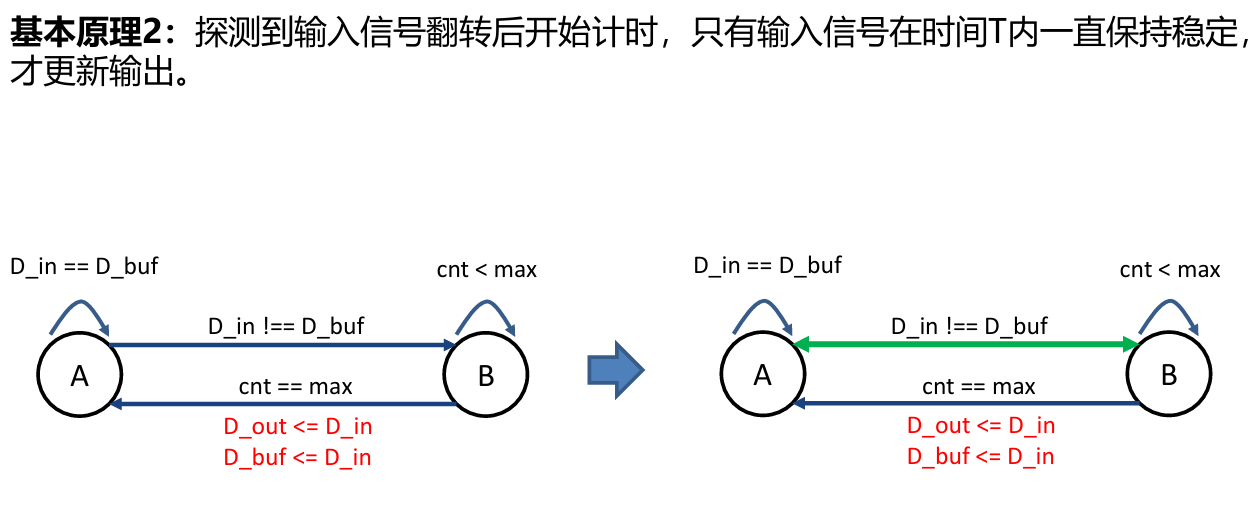 基本原理2：探测到输入信号翻转后开始计时，只有输入信号在时间T内一直保持稳定，
才更新输出。
D_in == D_buf
cnt < max
D_in !== D_buf
A
B
cnt == max
D_out <= D_in
D_buf <= D_in
D_in == D_buf
cnt < max
D_in !== D_buf
A
B
cnt == max
D_out <= D_in
D_buf <= D_in